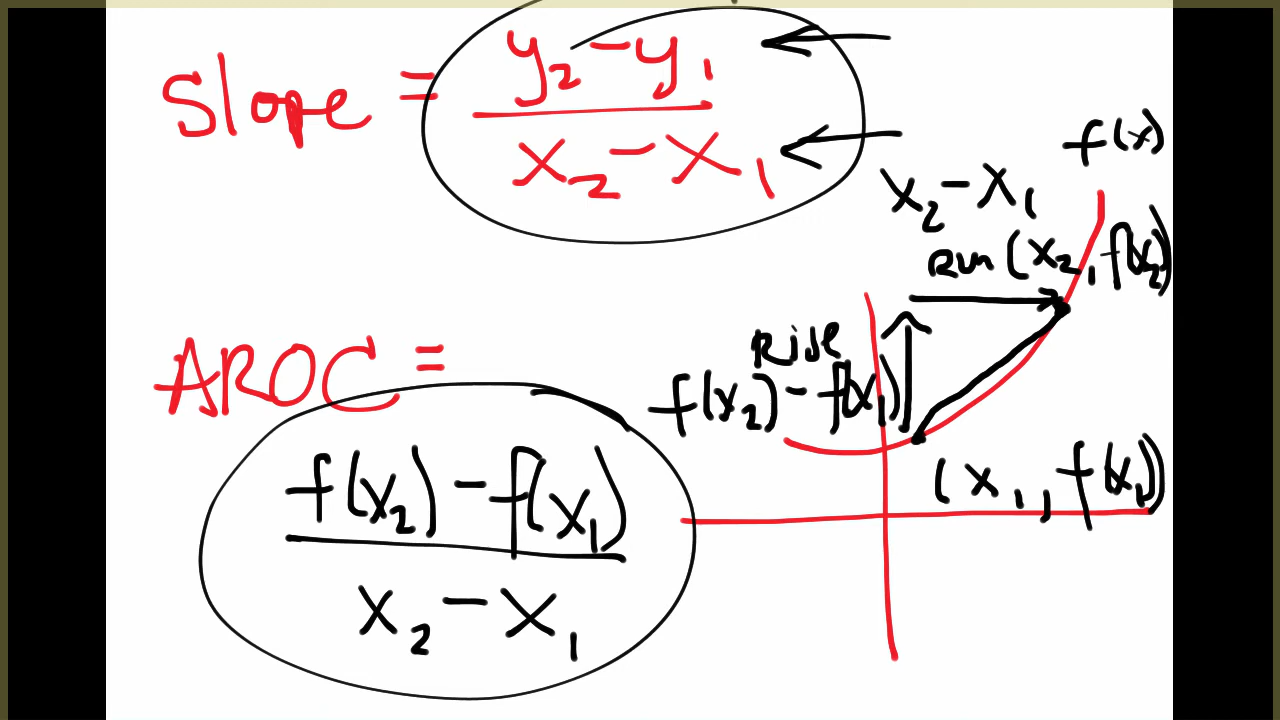 Slope = y₂ - y₁
x₂ - x₁
f(x)
x₂ - x₁
Run (x₂, f(x₂))
Rise
f(x₂) - f(x₁)
(x₁, f(x₁))
AROC =
f(x₂) - f(x₁)
x₂ - x₁